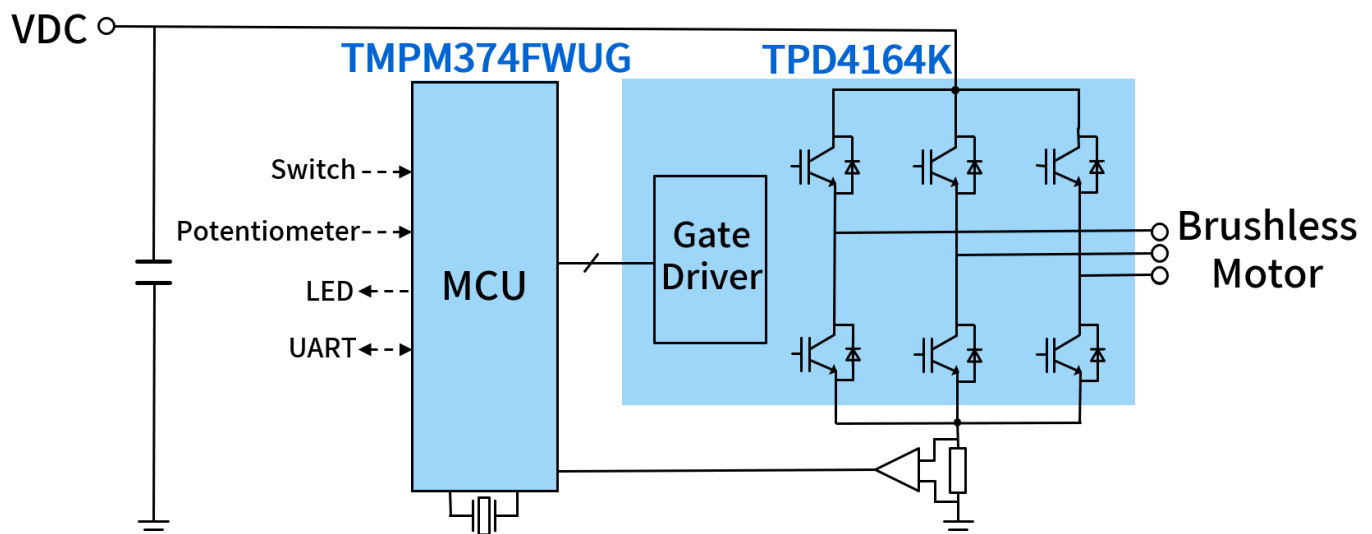 VDC
TMPM374FWUG
TPD4164K
Switch
Potentiometer
LED
UART
MCU
Gate
Driver
Brushless
Motor